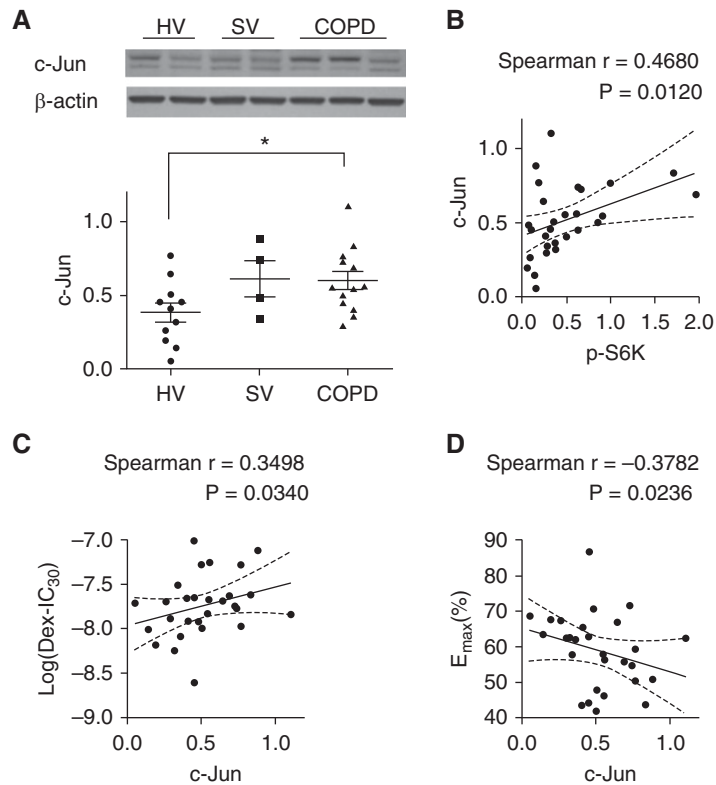 A
HV SV COPD
c-Jun
β-actin
*
1.0
0.5
0.0
c-Jun
HV SV COPD
B
Spearman r = 0.4680
P = 0.0120
1.0
0.5
0.0
c-Jun
0.0 0.5 1.0 1.5 2.0
p-S6K
C
Spearman r = 0.3498
P = 0.0340
–7.0
–7.5
–8.0
–8.5
–9.0
Log(Dex-IC30)
0.0 0.5 1.0
c-Jun
D
Spearman r = –0.3782
P = 0.0236
90
80
70
60
50
40
Emax(%)
0.0 0.5 1.0
c-Jun